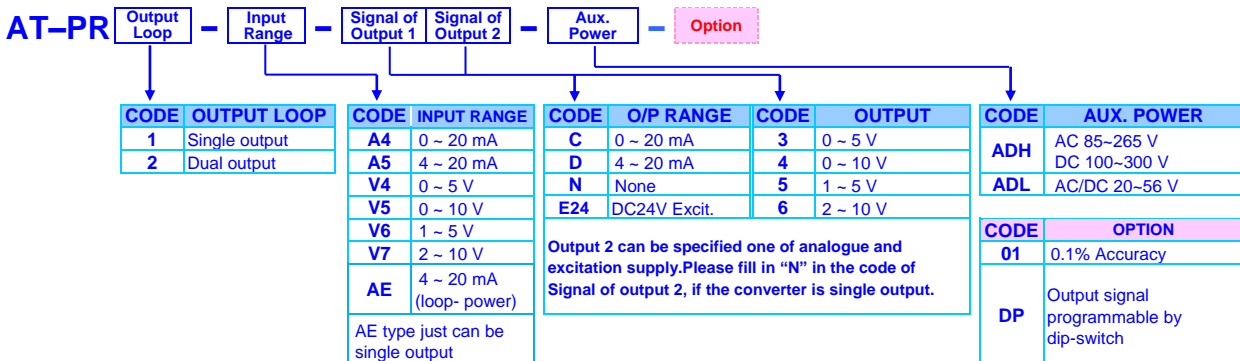 AT–PR Output Loop – Input Range – Signal of Output 1 Signal of Output 2 – Aux. Power – Option
CODE OUTPUT LOOP
1 Single output
2 Dual output
CODE INPUT RANGE
A4 0 ~ 20 mA
A5 4 ~ 20 mA
V4 0 ~ 5 V
V5 0 ~ 10 V
V6 1 ~ 5 V
V7 2 ~ 10 V
AE 4 ~ 20 mA
(loop- power)
AE type just can be
single output
CODE O/P RANGE CODE OUTPUT
C 0 ~ 20 mA 3 0 ~ 5 V
D 4 ~ 20 mA 4 0 ~ 10 V
N None 5 1 ~ 5 V
E24 DC24V Excit. 6 2 ~ 10 V
Output 2 can be specified one of analogue and
excitation supply.Please fill in “N” in the code of
Signal of output 2, if the converter is single output.
CODE AUX. POWER
ADH AC 85~265 V
DC 100~300 V
ADL AC/DC 20~56 V
CODE OPTION
01 0.1% Accuracy
DP Output signal
programmable by
dip-switch